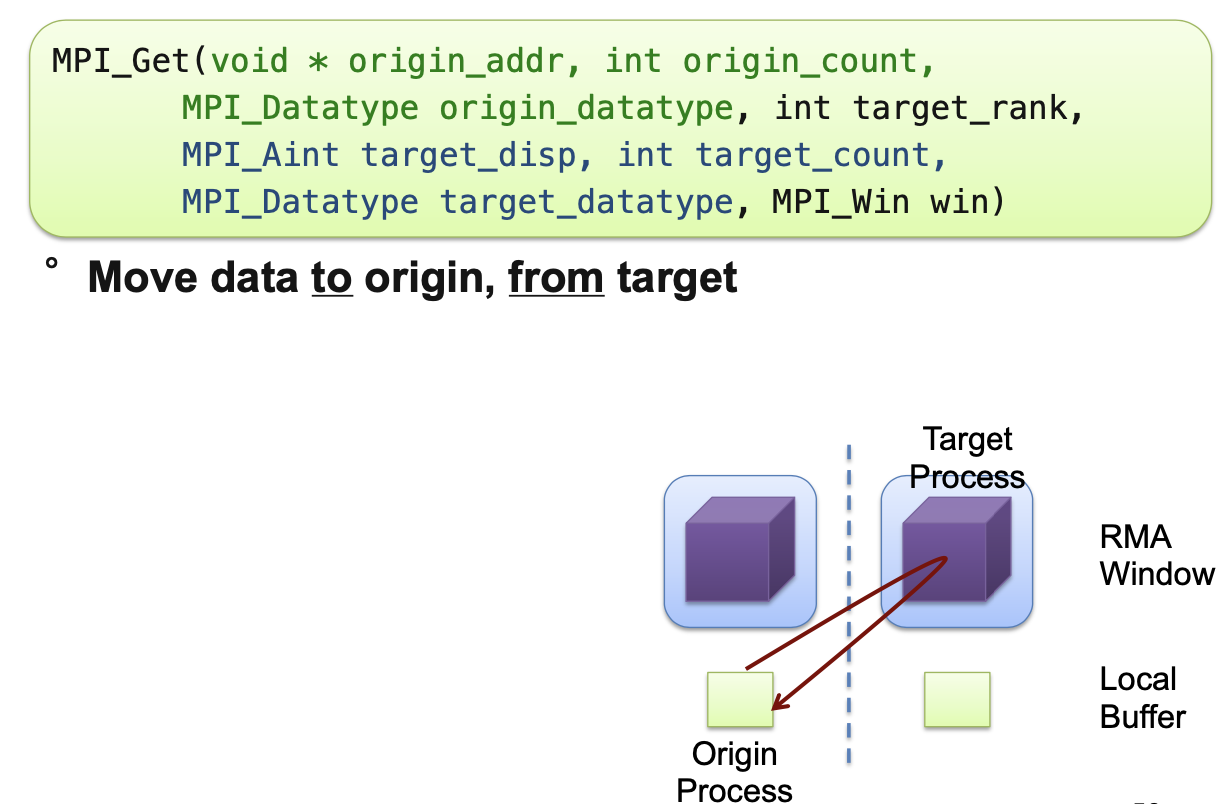 MPI_Get(void * origin_addr, int origin_count,
MPI_Datatype origin_datatype, int target_rank,
MPI_Aint target_disp, int target_count,
MPI_Datatype target_datatype, MPI_Win win)
° Move data to origin, from target
Target
Process
RMA
Window
Local
Buffer
Origin
Process